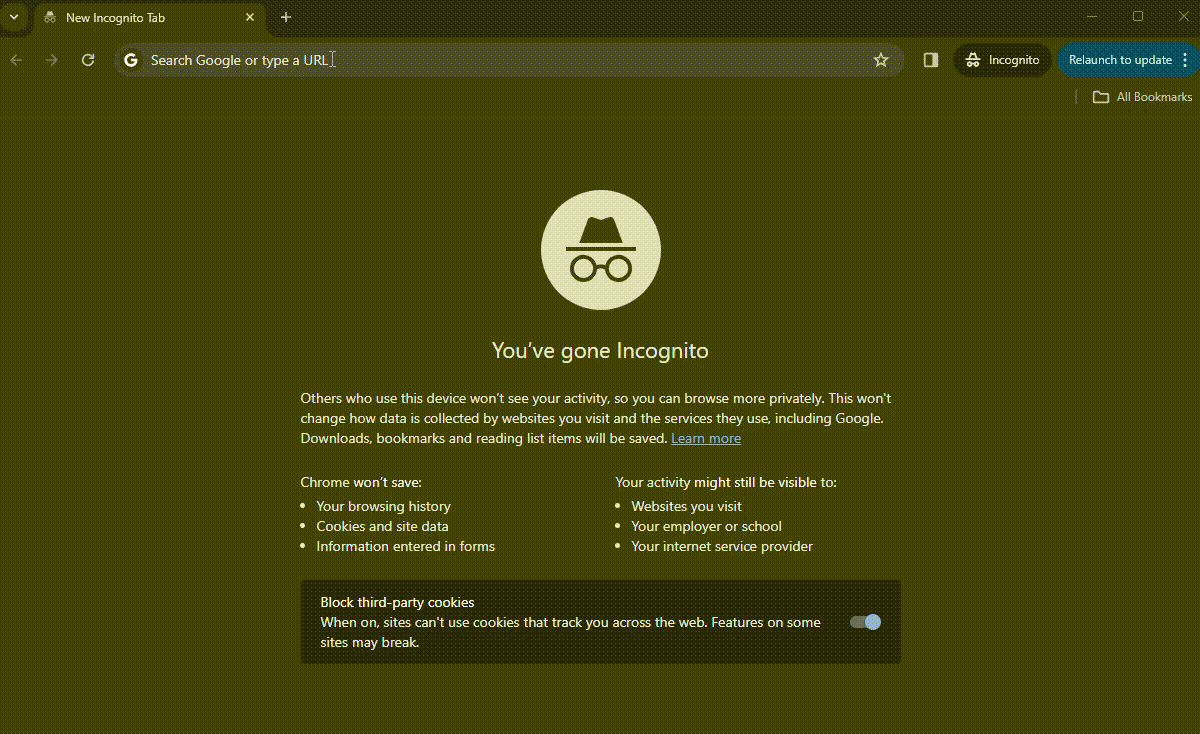 New Incognito Tab
Search Google or type a URL
Incognito
Relaunch to update
All Bookmarks
You've gone Incognito
Others who use this device won't see your activity, so you can browse more privately. This won't
change how data is collected by websites you visit and the services they use, including Google.
Downloads, bookmarks and reading list items will be saved. Learn more
Chrome won't save:
Your browsing history
Cookies and site data
Information entered in forms
Your activity might still be visible to:
Websites you visit
Your employer or school
Your internet service provider
Block third-party cookies
When on, sites can't use cookies that track you across the web. Features on some
sites may break.